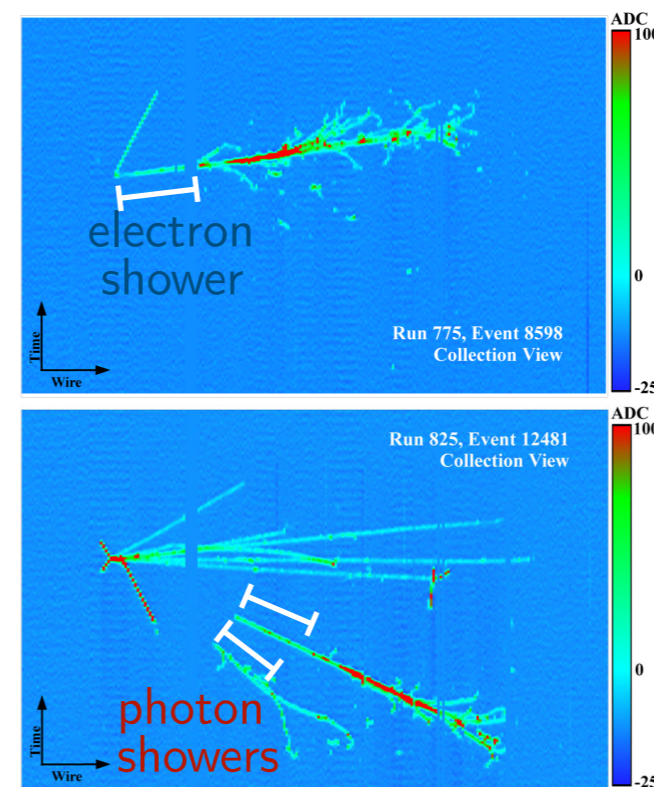 ADC
100
electron
shower
0
Run 775, Event 8598
Collection View
Time
Wire
-25
ADC
100
Run 825, Event 12481
Collection View
0
photon
showers
Time
Wire
-25